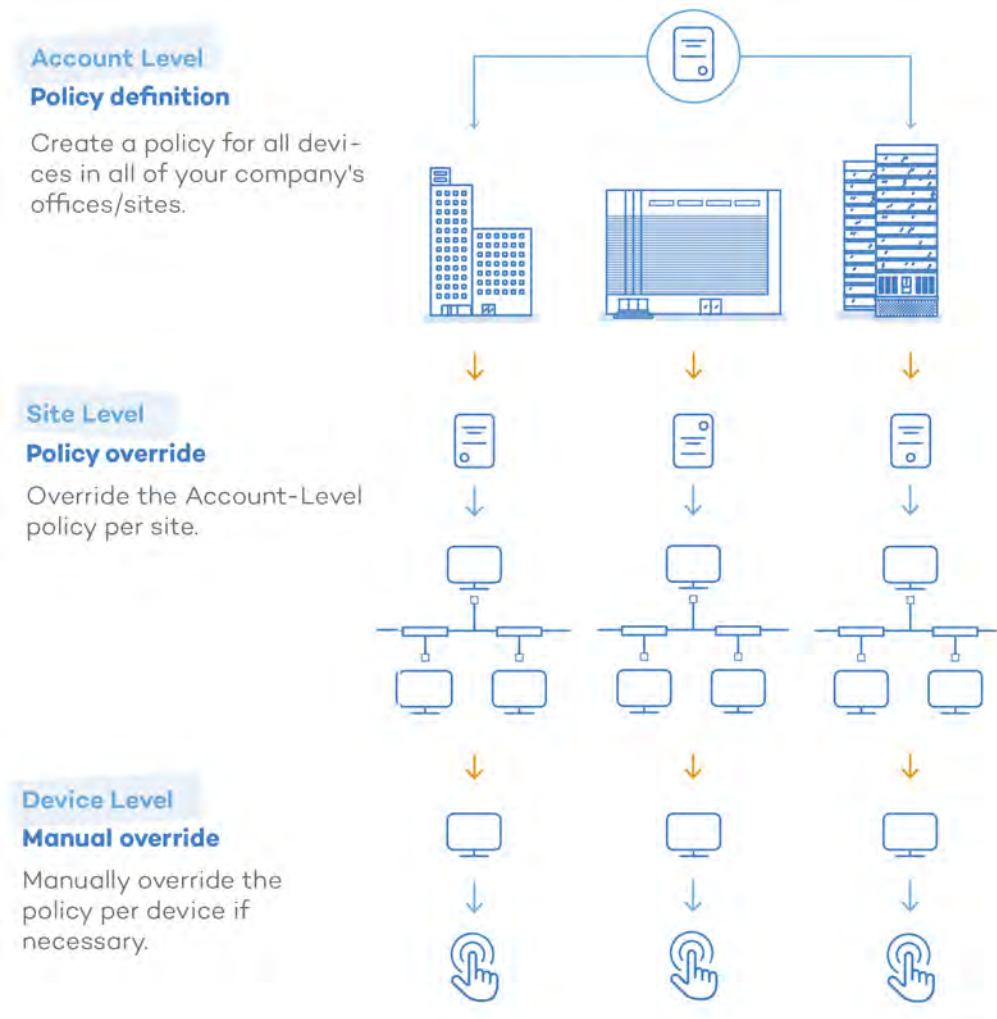 Account Level
Policy definition
Create a policy for all devi-
ces in all of your company's
offices/sites.
Site Level
Policy override
Override the Account-Level
policy per site.
Device Level
Manual override
Manually override the
policy per device if
necessary.